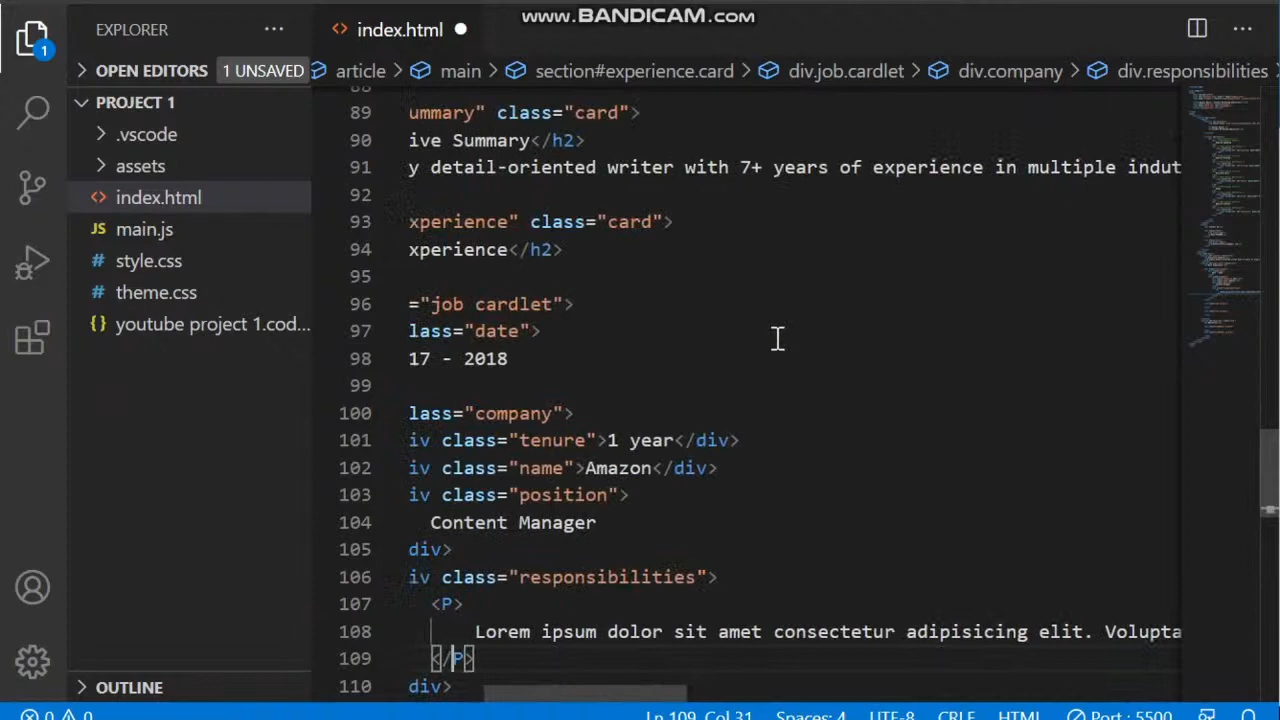 www.BANDICAM.com
EXPLORER
index.html
1
OPEN EDITORS 1 UNSAVED
article > main > section#experience.card > div.job.cardlet > div.company > div.responsibilities >
PROJECT 1
.vscode
assets
index.html
main.js
style.css
theme.css
youtube project 1.cod...
OUTLINE
89 ummary" class="card">
90 ive Summary</h2>
91 y detail-oriented writer with 7+ years of experience in multiple indut
92
93 xperience" class="card">
94 xperience</h2>
95
96 ="job cardlet">
97 lass="date">
98 17 - 2018
99
100 lass="company">
101 iv class="tenure">1 year</div>
102 iv class="name">Amazon</div>
103 iv class="position">
104 Content Manager
105 div>
106 iv class="responsibilities">
107 <P>
108 Lorem ipsum dolor sit amet consectetur adipisicing elit. Volupta
109 </P>
110 div>
0 0 Ln 109, Col 31 Spaces: 4 UTF-8 CRLF HTML Port : 5500